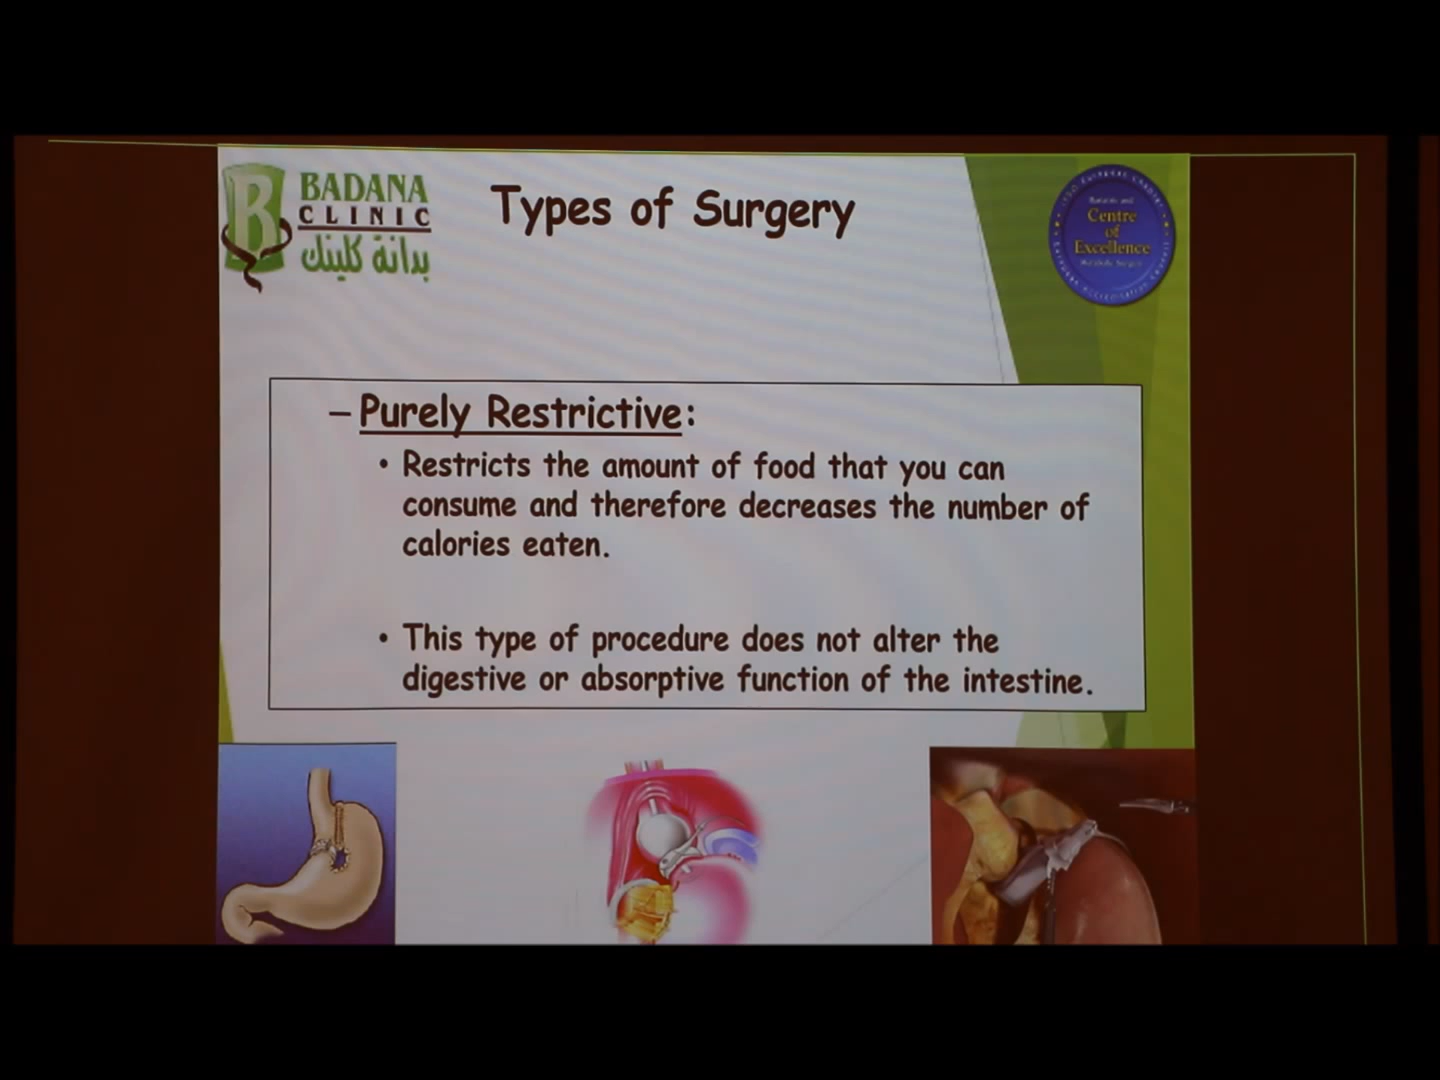 BADANA
CLINIC
بدانة كلينك
Types of Surgery
Centre
of
Excellence
– Purely Restrictive:
• Restricts the amount of food that you can
consume and therefore decreases the number of
calories eaten.
• This type of procedure does not alter the
digestive or absorptive function of the intestine.